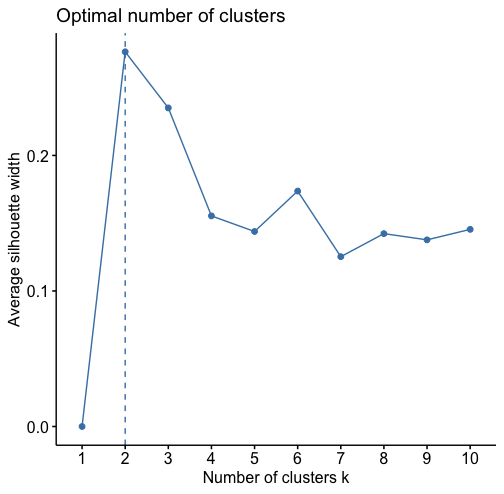 Optimal number of clusters
Average silhouette width
0.2
0.1
0.0
1 2 3 4 5 6 7 8 9 10
Number of clusters k